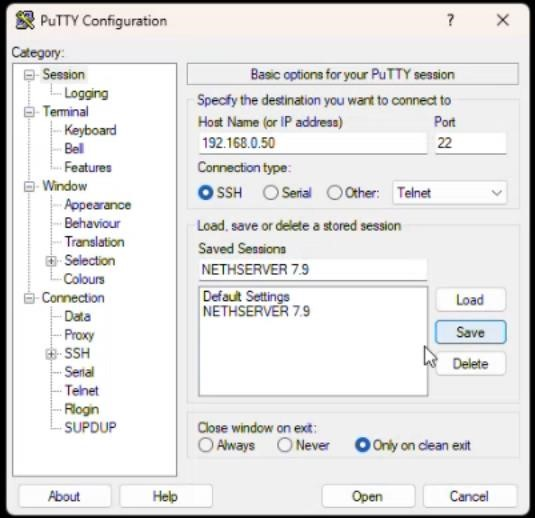 PuTTY Configuration
?
Category:
Session
Logging
Terminal
Keyboard
Bell
Features
Window
Appearance
Behaviour
Translation
Selection
Colours
Connection
Data
Proxy
SSH
Serial
Telnet
Rlogin
SUPDUP
Basic options for your PuTTY session
Specify the destination you want to connect to
Host Name (or IP address) Port
192.168.0.50 22
Connection type:
SSH Serial Other: Telnet
Load, save or delete a stored session
Saved Sessions
NETHSERVER 7.9
Default Settings
NETHSERVER 7.9
Load
Save
Delete
Close window on exit:
Always Never Only on clean exit
About Help Open Cancel